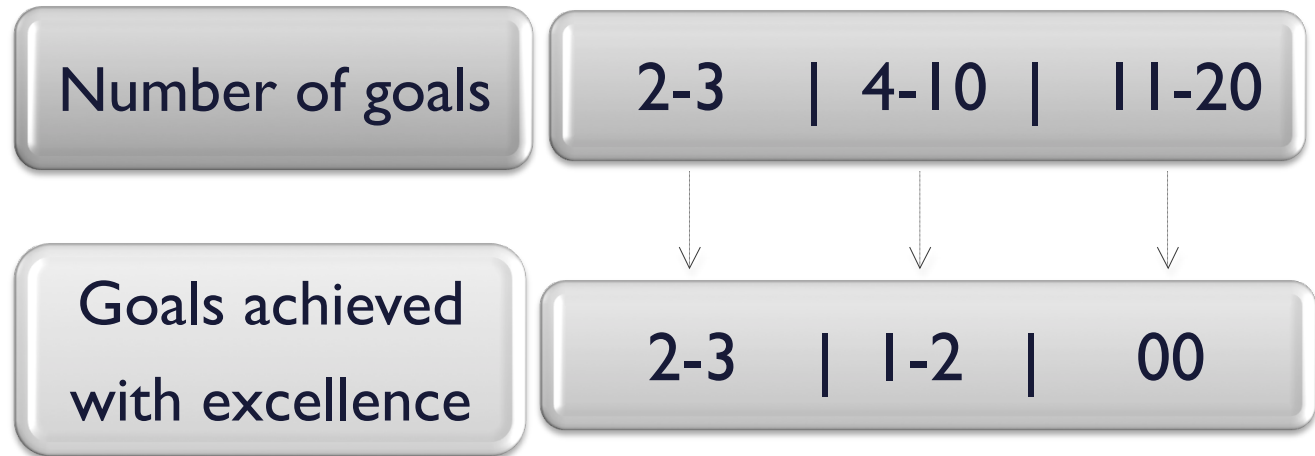 Number of goals
2-3 | 4-10 | 11-20
Goals achieved
with excellence
2-3 | 1-2 | 00